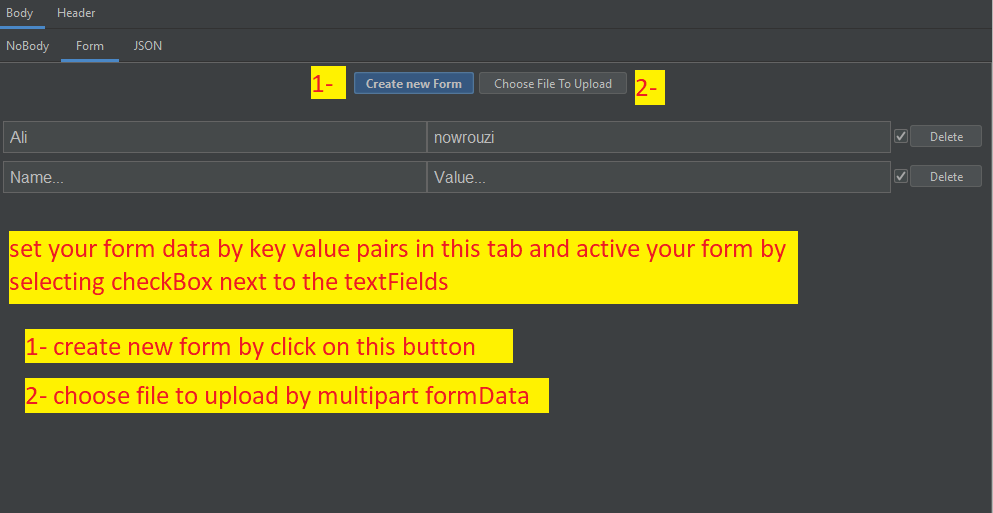 Body Header
NoBody Form JSON
1- Create new Form Choose File To Upload 2-
Ali nowrouzi Delete
Name... Value... Delete
set your form data by key value pairs in this tab and active your form by
selecting checkBox next to the textFields
1- create new form by click on this button
2- choose file to upload by multipart formData